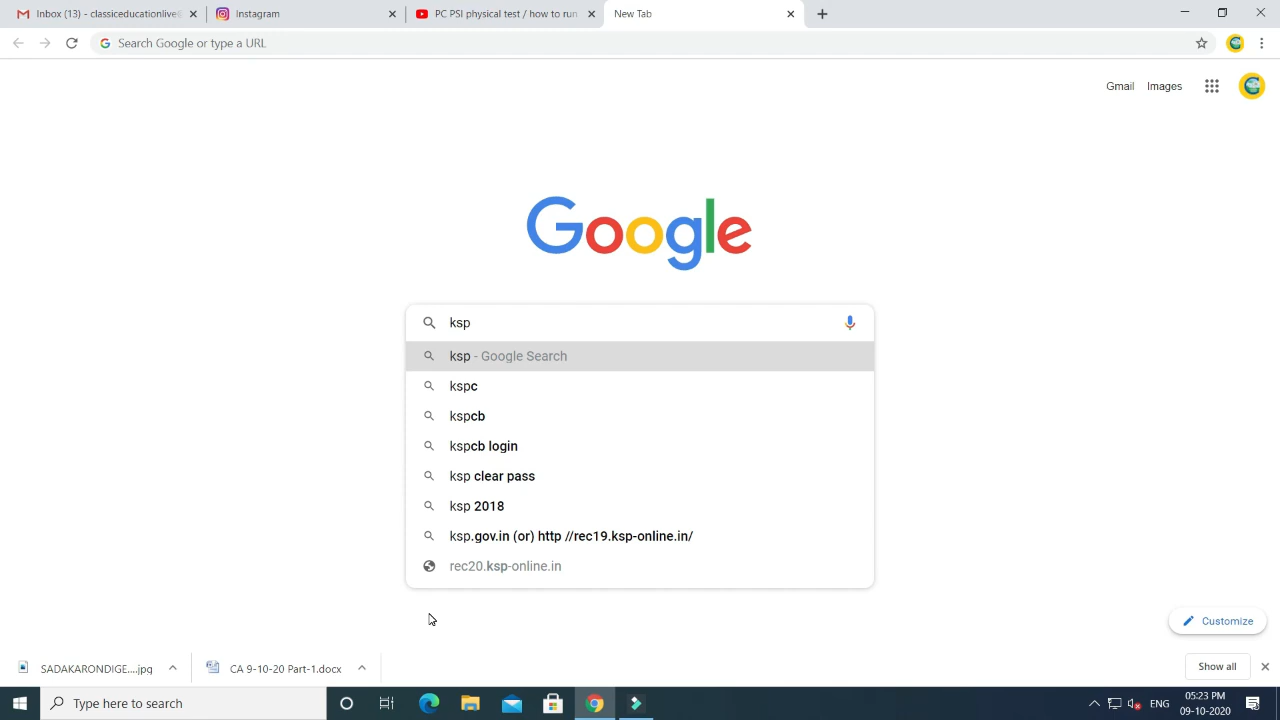 Inbox (13) - classiceducationlive@
Instagram
PC PSI physical test / how to run
New Tab
Search Google or type a URL
Gmail Images
Google
ksp
ksp - Google Search
kspc
kspcb
kspcb login
ksp clear pass
ksp 2018
ksp.gov.in (or) http //rec19.ksp-online.in/
rec20.ksp-online.in
Customize
SADAKARONDIGE....jpg
CA 9-10-20 Part-1.docx
Show all
Type here to search
ENG
05:23 PM
09-10-2020